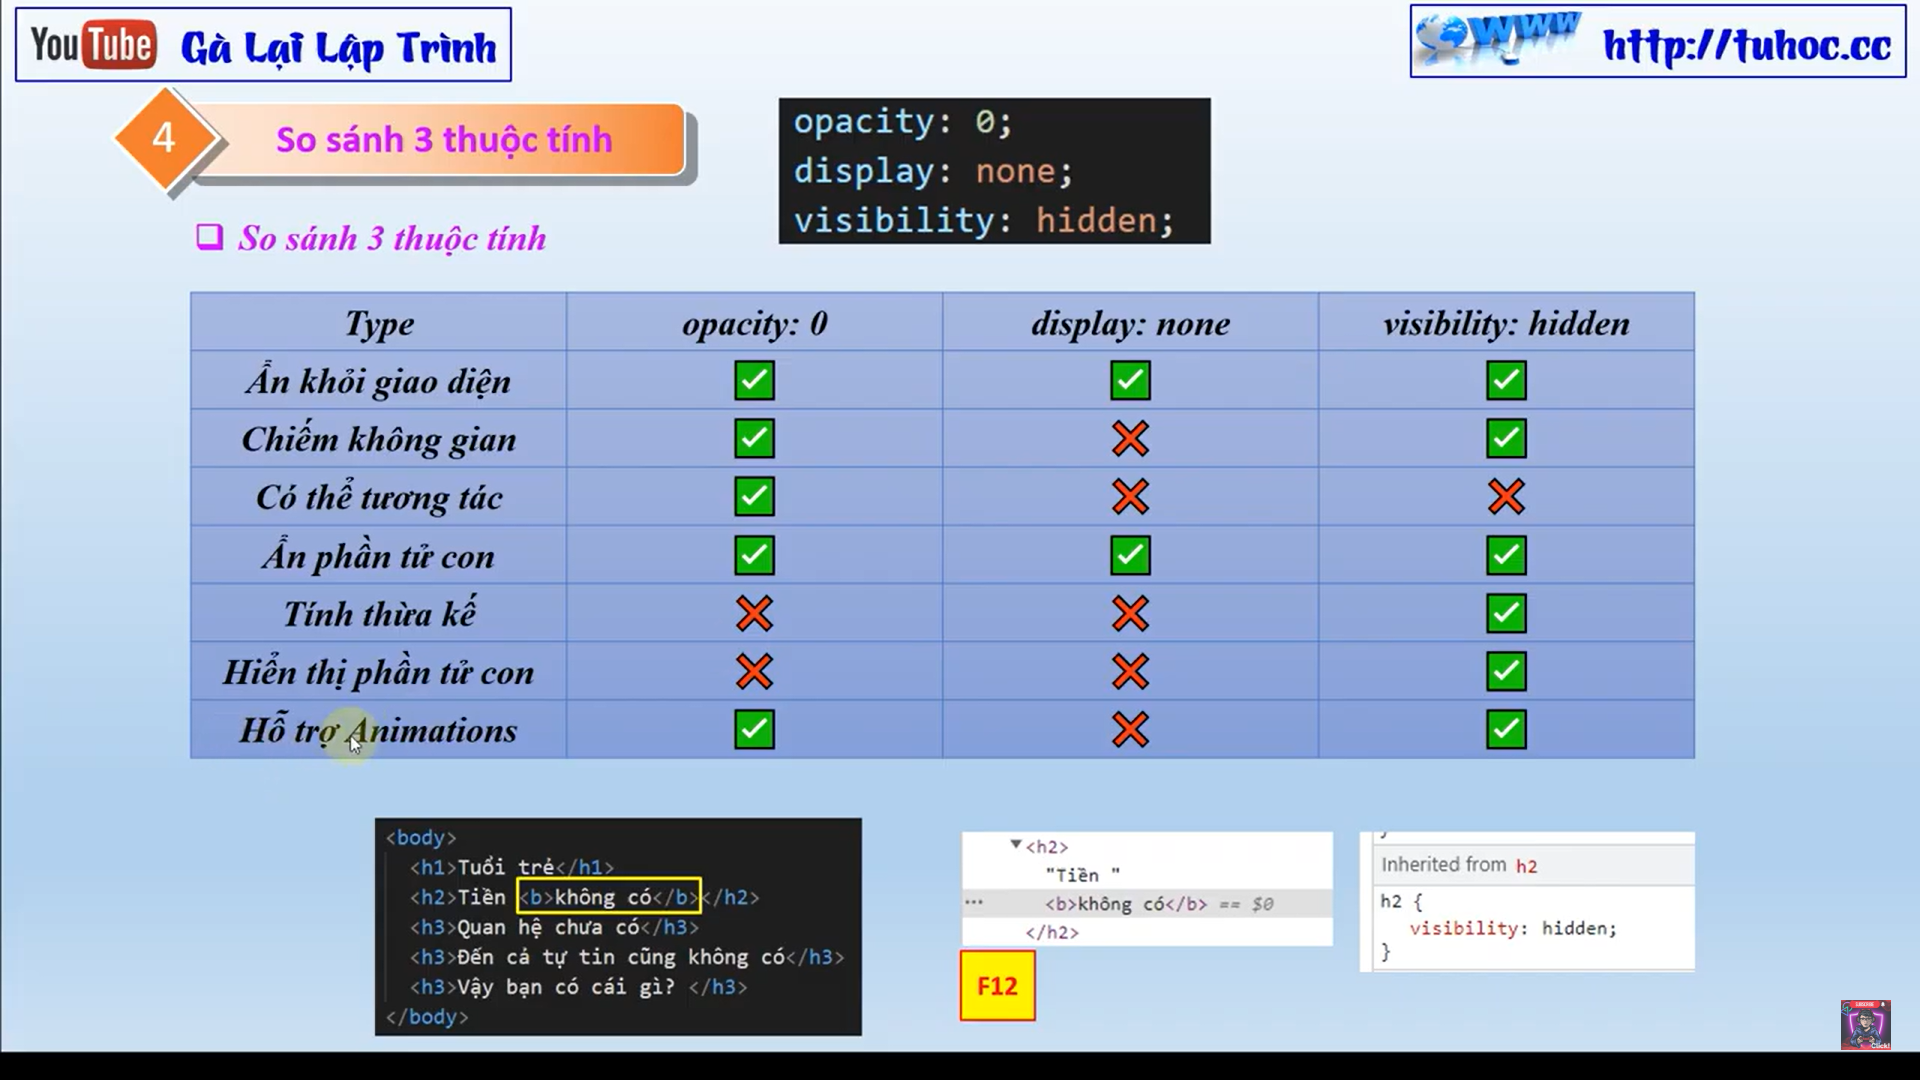 YouTube Gà Lại Lập Trình
http://tuhoc.cc
WWW
4
So sánh 3 thuộc tính
opacity: 0;
display: none;
visibility: hidden;
So sánh 3 thuộc tính
Type opacity: 0 display: none visibility: hidden
Ẩn khỏi giao diện
Chiếm không gian
Có thể tương tác
Ẩn phần tử con
Tính thừa kế
Hiển thị phần tử con
Hỗ trợ Animations
<body>
<h1>Tuổi trẻ</h1>
<h2>Tiền <b>không có</b></h2>
<h3>Quan hệ chưa có</h3>
<h3>Đến cả tự tin cũng không có</h3>
<h3>Vậy bạn có cái gì? </h3>
</body>
<h2>
"Tiền "
<b>không có</b> == $0
</h2>
F12
}
Inherited from h2
h2 {
visibility: hidden;
}
Click!